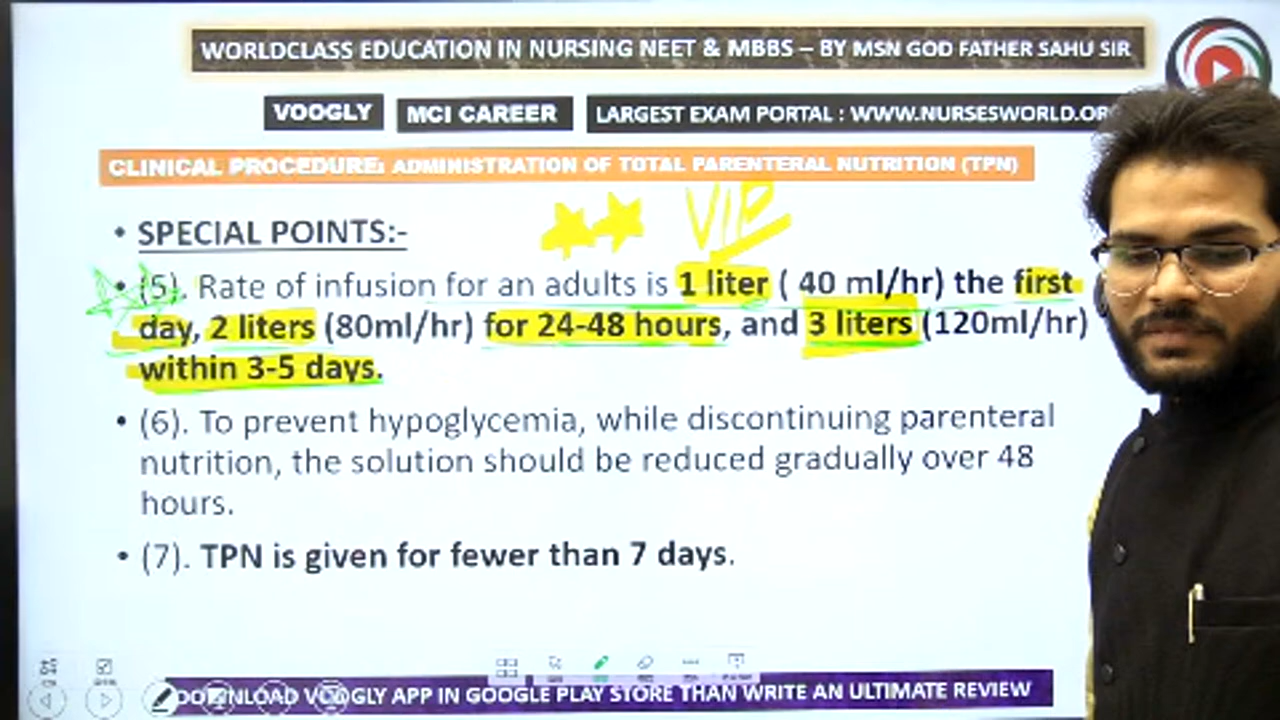 WORLDCLASS EDUCATION IN NURSING NEET & MBBS – BY MSN GOD FATHER SAHU SIR
VOOGLY MCI CAREER LARGEST EXAM PORTAL : WWW.NURSESWORLD.OR
CLINICAL PROCEDURE: ADMINISTRATION OF TOTAL PARENTERAL NUTRITION (TPN)
VIP
• SPECIAL POINTS:-
• (5). Rate of infusion for an adults is 1 liter ( 40 ml/hr) the first
day, 2 liters (80ml/hr) for 24-48 hours, and 3 liters (120ml/hr)
within 3-5 days.
• (6). To prevent hypoglycemia, while discontinuing parenteral
nutrition, the solution should be reduced gradually over 48
hours.
• (7). TPN is given for fewer than 7 days.
DOWNLOAD VOOGLY APP IN GOOGLE PLAY STORE THAN WRITE AN ULTIMATE REVIEW